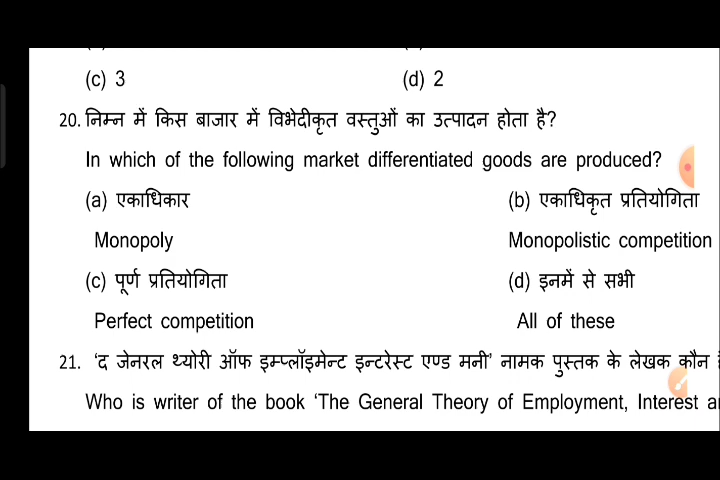 (c) 3 (d) 2
20. निम्न में किस बाजार में विभेदीकृत वस्तुओं का उत्पादन होता है?
In which of the following market differentiated goods are produced?
(a) एकाधिकार (b) एकाधिकृत प्रतियोगिता
Monopoly Monopolistic competition
(c) पूर्ण प्रतियोगिता (d) इनमें से सभी
Perfect competition All of these
21. ‘द जेनरल थ्योरी ऑफ इम्प्लॉइमेन्ट इन्टरेस्ट एण्ड मनी’ नामक पुस्तक के लेखक कौन
Who is writer of the book ‘The General Theory of Employment, Interest